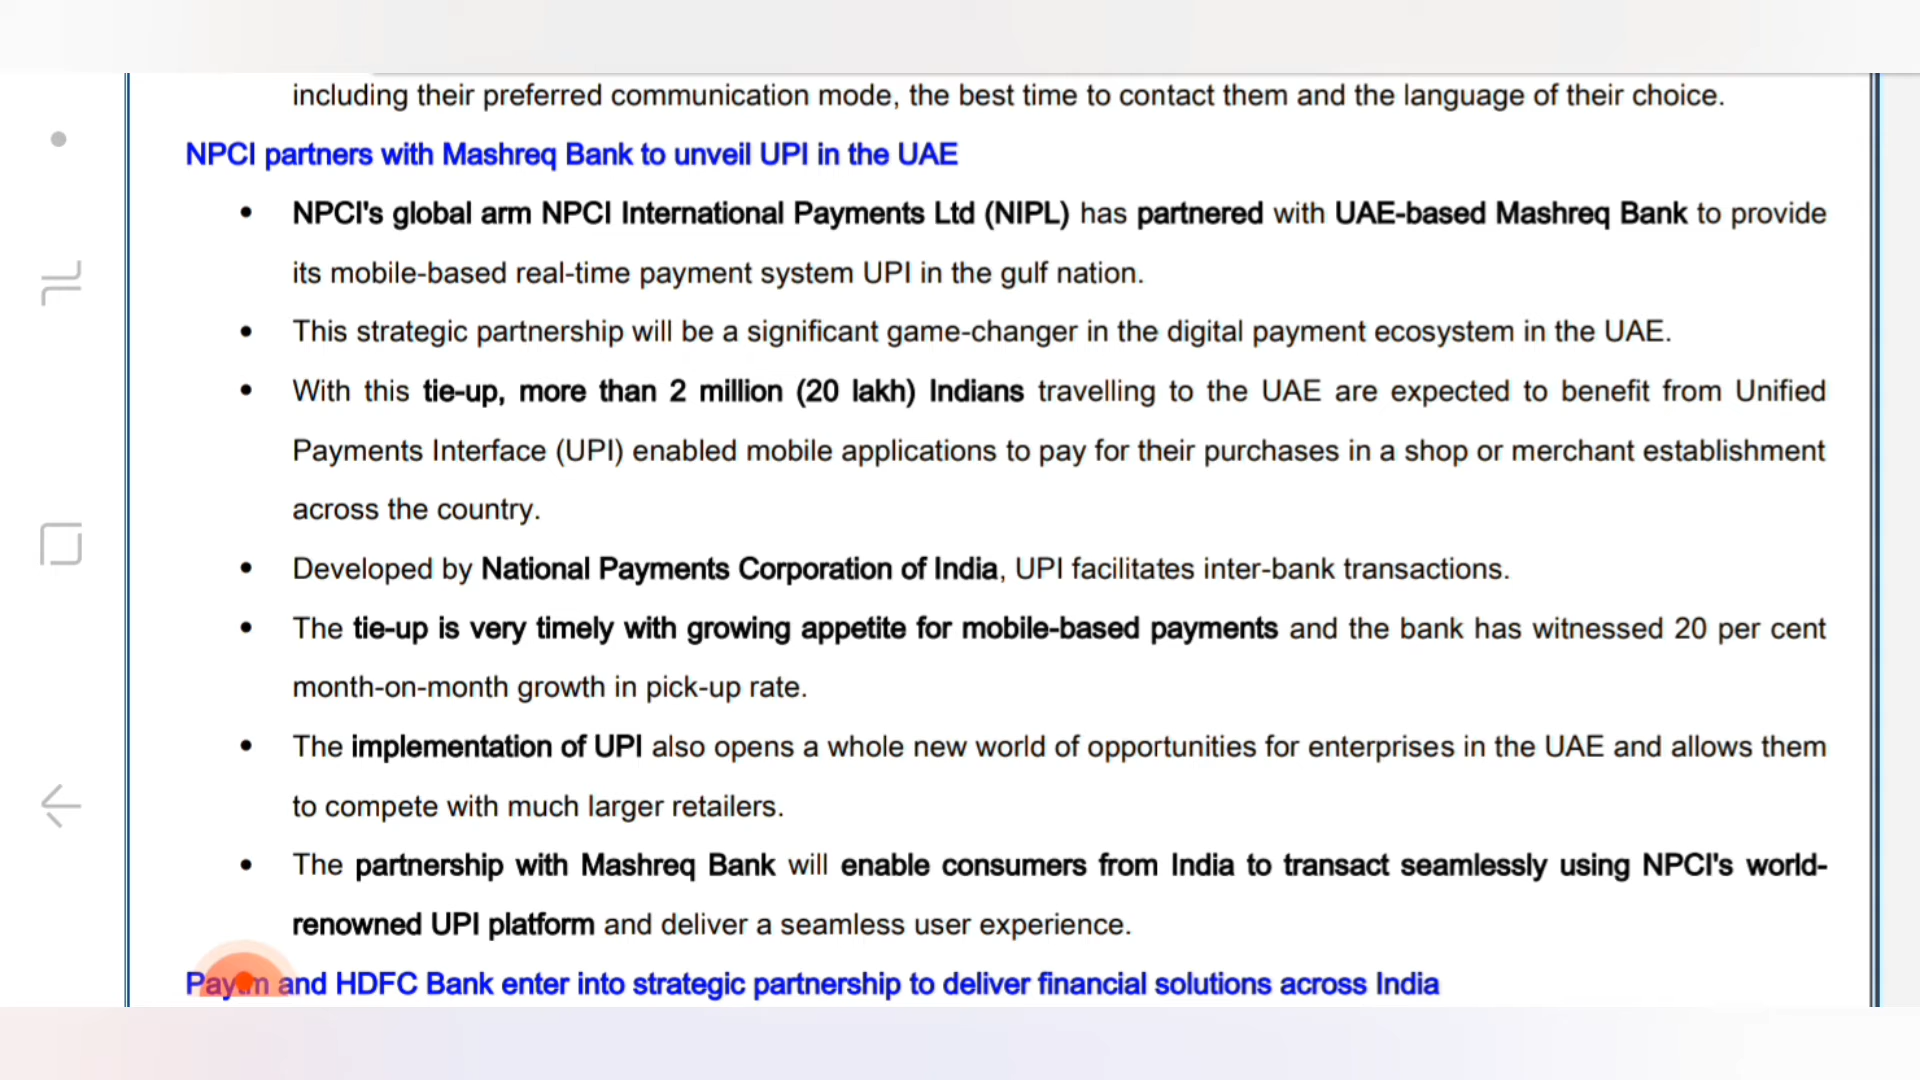 including their preferred communication mode, the best time to contact them and the language of their choice.
NPCI partners with Mashreq Bank to unveil UPI in the UAE
• NPCI's global arm NPCI International Payments Ltd (NIPL) has partnered with UAE-based Mashreq Bank to provide
its mobile-based real-time payment system UPI in the gulf nation.
• This strategic partnership will be a significant game-changer in the digital payment ecosystem in the UAE.
• With this tie-up, more than 2 million (20 lakh) Indians travelling to the UAE are expected to benefit from Unified
Payments Interface (UPI) enabled mobile applications to pay for their purchases in a shop or merchant establishment
across the country.
• Developed by National Payments Corporation of India, UPI facilitates inter-bank transactions.
• The tie-up is very timely with growing appetite for mobile-based payments and the bank has witnessed 20 per cent
month-on-month growth in pick-up rate.
• The implementation of UPI also opens a whole new world of opportunities for enterprises in the UAE and allows them
to compete with much larger retailers.
• The partnership with Mashreq Bank will enable consumers from India to transact seamlessly using NPCI's world-
renowned UPI platform and deliver a seamless user experience.
Paytm and HDFC Bank enter into strategic partnership to deliver financial solutions across India